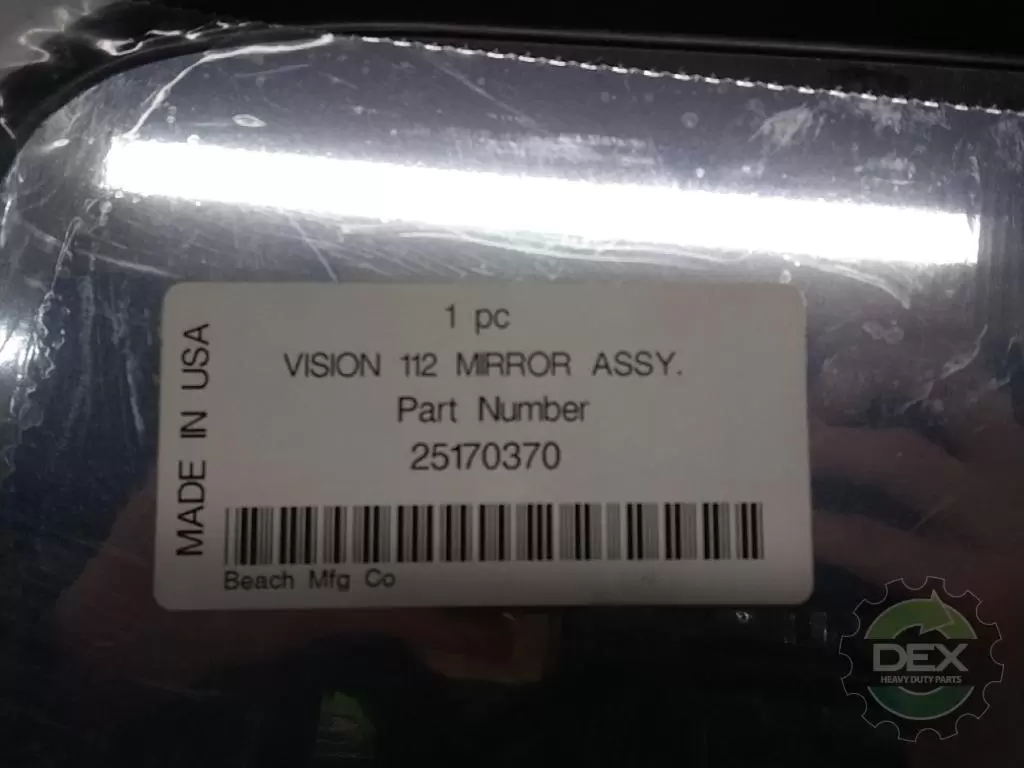 1 pc
VISION 112 MIRROR ASSY.
Part Number
25170370
MADE IN USA
Beach Mfg Co
DEX
HEAVY DUTY PARTS